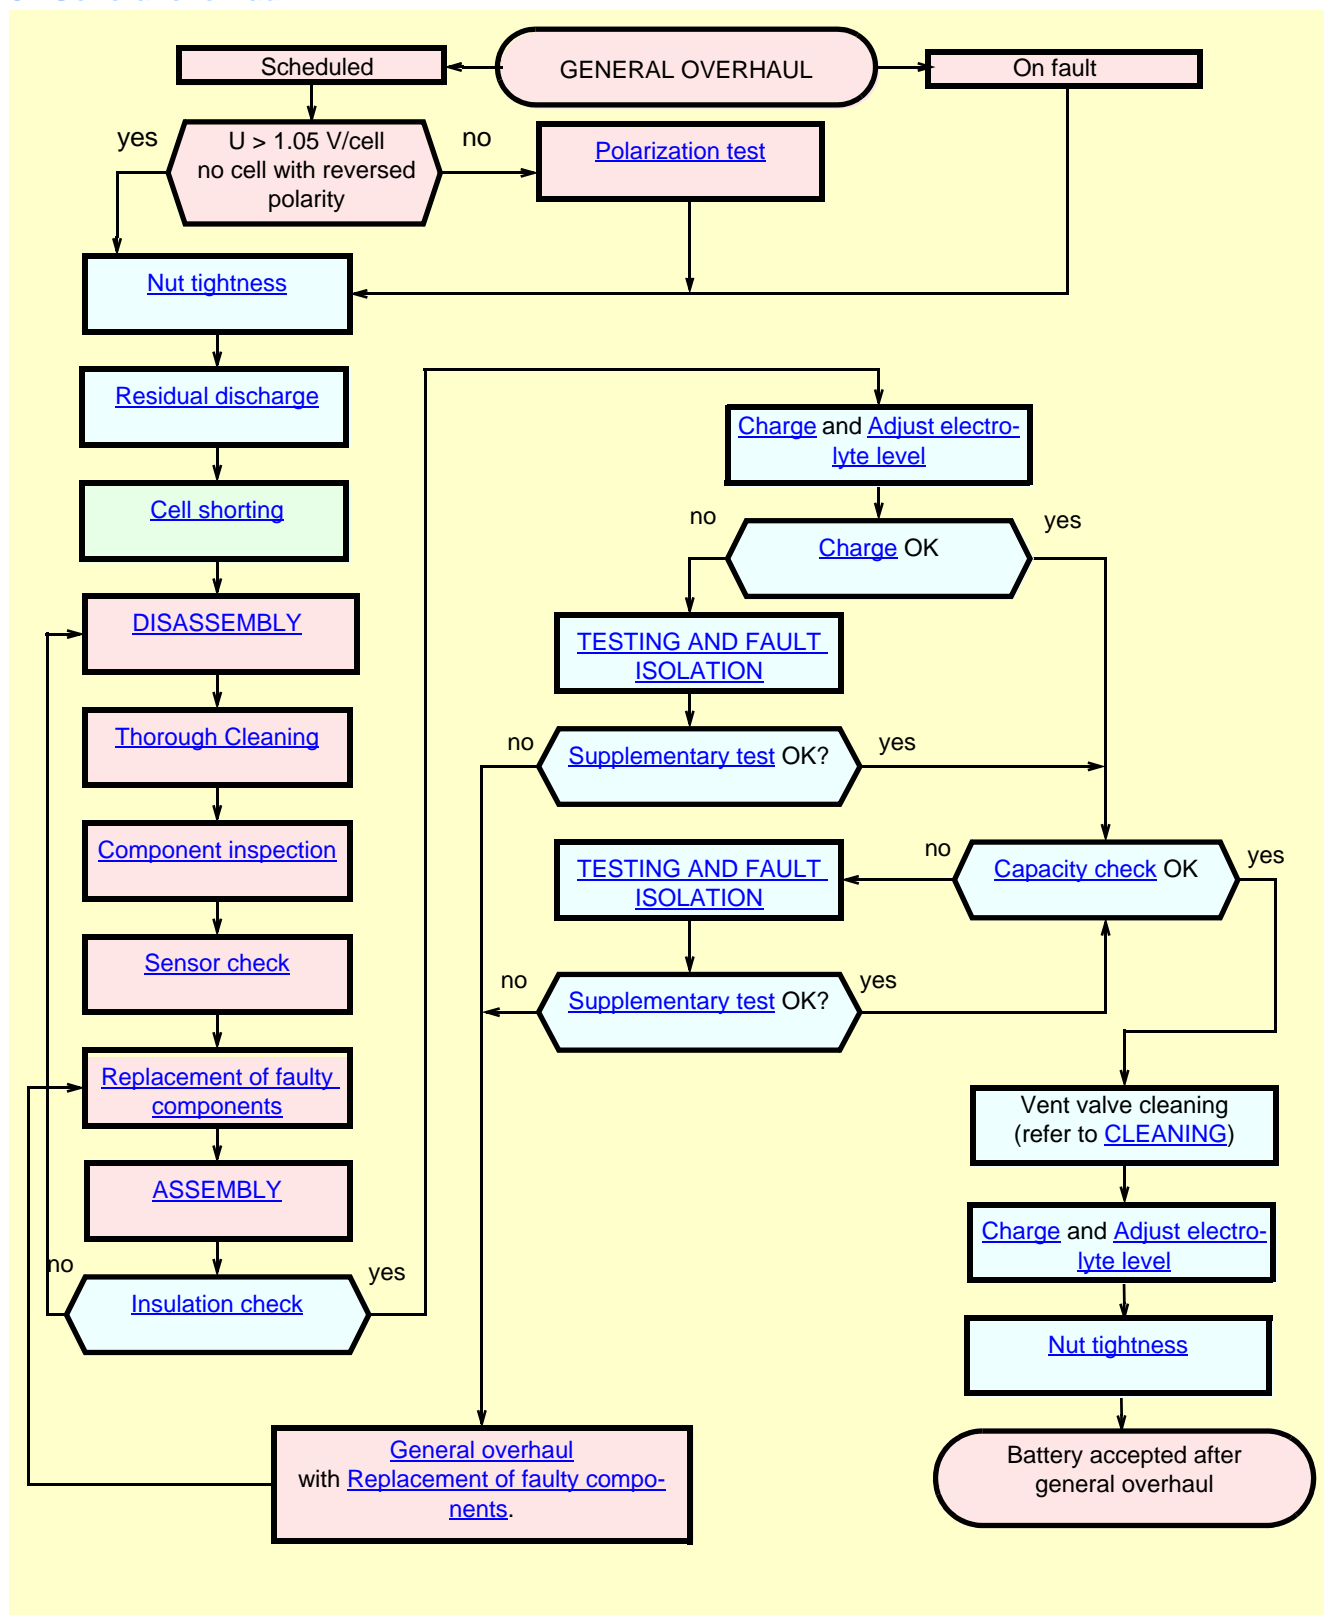 Scheduled
GENERAL OVERHAUL
On fault
yes
U > 1.05 V/cell
no cell with reversed
polarity
no
Polarization test
Nut tightness
Residual discharge
Cell shorting
DISASSEMBLY
Thorough Cleaning
Component inspection
Sensor check
Replacement of faulty
components
ASSEMBLY
no
Insulation check
yes
Charge and Adjust electro-
lyte level
no
Charge OK
yes
TESTING AND FAULT
ISOLATION
no
Supplementary test OK?
yes
TESTING AND FAULT
ISOLATION
no
Capacity check OK
yes
no
Supplementary test OK?
yes
Vent valve cleaning
(refer to CLEANING)
Charge and Adjust electro-
lyte level
Nut tightness
General overhaul
with Replacement of faulty compo-
nents.
Battery accepted after
general overhaul